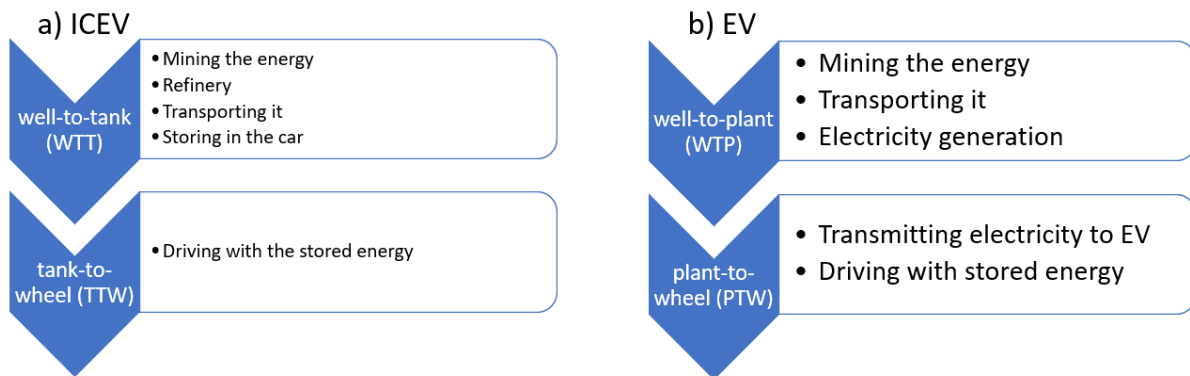 a) ICEV
well-to-tank
(WTT)
• Mining the energy
• Refinery
• Transporting it
• Storing in the car
tank-to-
wheel (TTW)
• Driving with the stored energy
b) EV
well-to-plant
(WTP)
• Mining the energy
• Transporting it
• Electricity generation
plant-to-
wheel (PTW)
• Transmitting electricity to EV
• Driving with stored energy